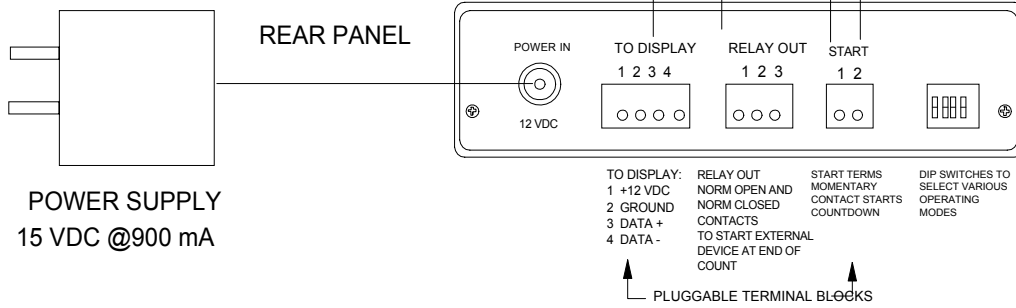 REAR PANEL
POWER IN
TO DISPLAY
RELAY OUT
START
1 2 3 4
1 2 3
1 2
12 VDC
POWER SUPPLY
15 VDC @900 mA
TO DISPLAY:
1 +12 VDC
2 GROUND
3 DATA +
4 DATA -
RELAY OUT
NORM OPEN AND
NORM CLOSED
CONTACTS
TO START EXTERNAL
DEVICE AT END OF
COUNT
START TERMS
MOMENTARY
CONTACT STARTS
COUNTDOWN
DIP SWITCHES TO
SELECT VARIOUS
OPERATING
MODES
PLUGGABLE TERMINAL BLOCKS